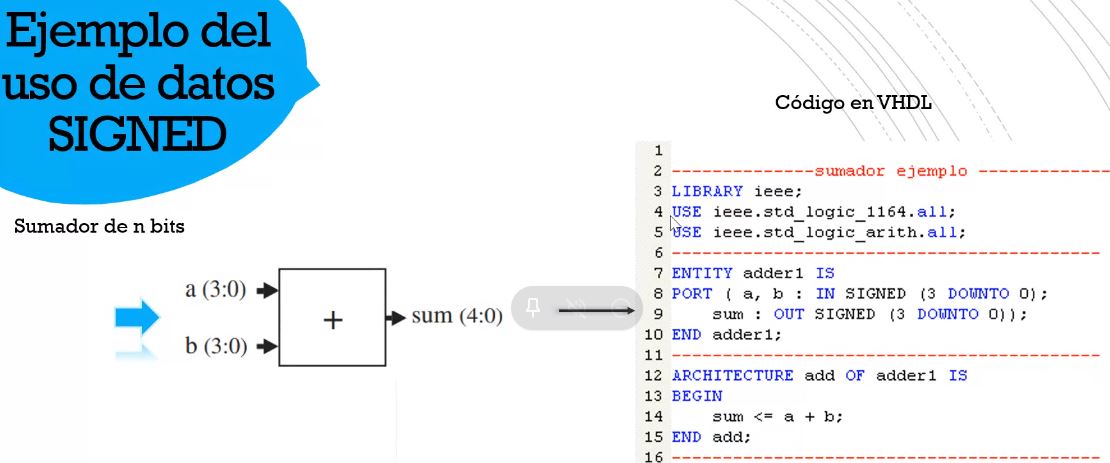 Ejemplo del
uso de datos
SIGNED
Sumador de n bits
a (3:0)
b (3:0)
+
sum (4:0)
Código en VHDL
1
2 --------------sumador ejemplo -------------
3 LIBRARY ieee;
4 USE ieee.std_logic_1164.all;
5 USE ieee.std_logic_arith.all;
6 ------------------------------------------
7 ENTITY adder1 IS
8 PORT ( a, b : IN SIGNED (3 DOWNTO 0);
9 sum : OUT SIGNED (3 DOWNTO 0));
10 END adder1;
11 ------------------------------------------
12 ARCHITECTURE add OF adder1 IS
13 BEGIN
14 sum <= a + b;
15 END add;
16 ------------------------------------------